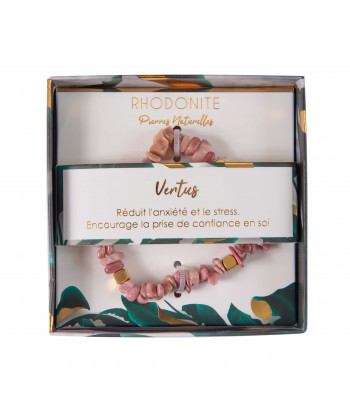 RHODONITE
Pierres Naturelles
Vertus
Réduit l'anxiété et le stress.
Encourage la prise de confiance en soi